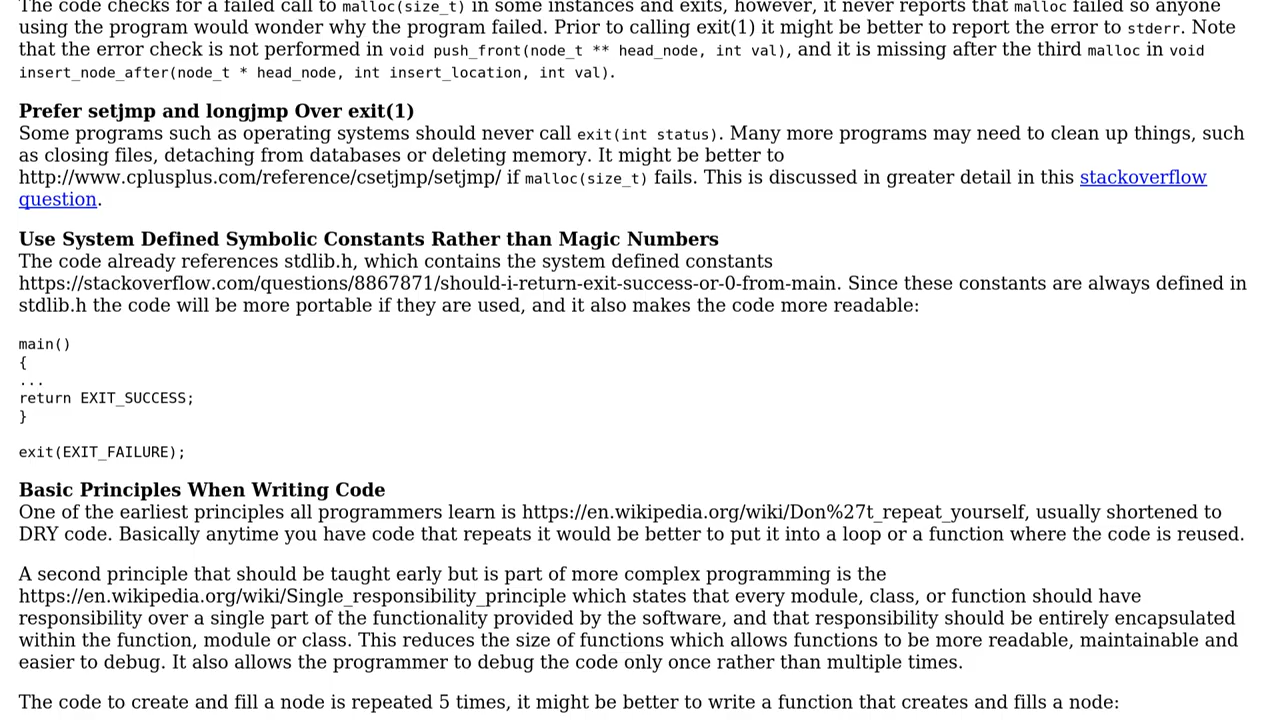 The code checks for a failed call to malloc(size_t) in some instances and exits, however, it never reports that malloc failed so anyone
using the program would wonder why the program failed. Prior to calling exit(1) it might be better to report the error to stderr. Note
that the error check is not performed in void push_front(node_t ** head_node, int val), and it is missing after the third malloc in void
insert_node_after(node_t * head_node, int insert_location, int val).
Prefer setjmp and longjmp Over exit(1)
Some programs such as operating systems should never call exit(int status). Many more programs may need to clean up things, such
as closing files, detaching from databases or deleting memory. It might be better to
http://www.cplusplus.com/reference/csetjmp/setjmp/ if malloc(size_t) fails. This is discussed in greater detail in this stackoverflow
question.
Use System Defined Symbolic Constants Rather than Magic Numbers
The code already references stdlib.h, which contains the system defined constants
https://stackoverflow.com/questions/8867871/should-i-return-exit-success-or-0-from-main. Since these constants are always defined in
stdlib.h the code will be more portable if they are used, and it also makes the code more readable:
main()
{
...
return EXIT_SUCCESS;
}
exit(EXIT_FAILURE);
Basic Principles When Writing Code
One of the earliest principles all programmers learn is https://en.wikipedia.org/wiki/Don%27t_repeat_yourself, usually shortened to
DRY code. Basically anytime you have code that repeats it would be better to put it into a loop or a function where the code is reused.
A second principle that should be taught early but is part of more complex programming is the
https://en.wikipedia.org/wiki/Single_responsibility_principle which states that every module, class, or function should have
responsibility over a single part of the functionality provided by the software, and that responsibility should be entirely encapsulated
within the function, module or class. This reduces the size of functions which allows functions to be more readable, maintainable and
easier to debug. It also allows the programmer to debug the code only once rather than multiple times.
The code to create and fill a node is repeated 5 times, it might be better to write a function that creates and fills a node: